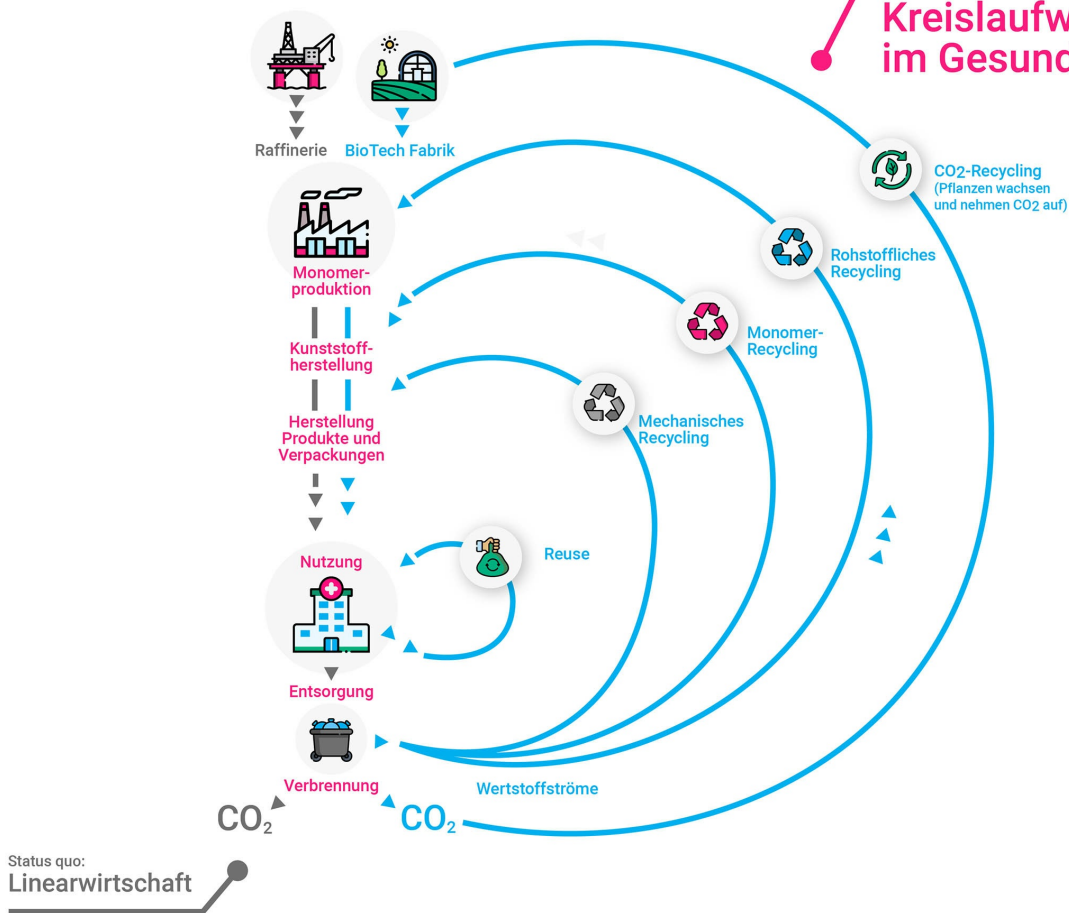 Kreislaufw
im Gesund
Raffinerie
BioTech Fabrik
CO2-Recycling
(Pflanzen wachsen
und nehmen CO2 auf)
Rohstoffliches
Recycling
Monomer-
produktion
Monomer-
Recycling
Kunststoff-
herstellung
Mechanisches
Recycling
Herstellung
Produkte und
Verpackungen
Reuse
Nutzung
Entsorgung
Verbrennung
Wertstoffströme
CO2
CO2
Status quo:
Linearwirtschaft